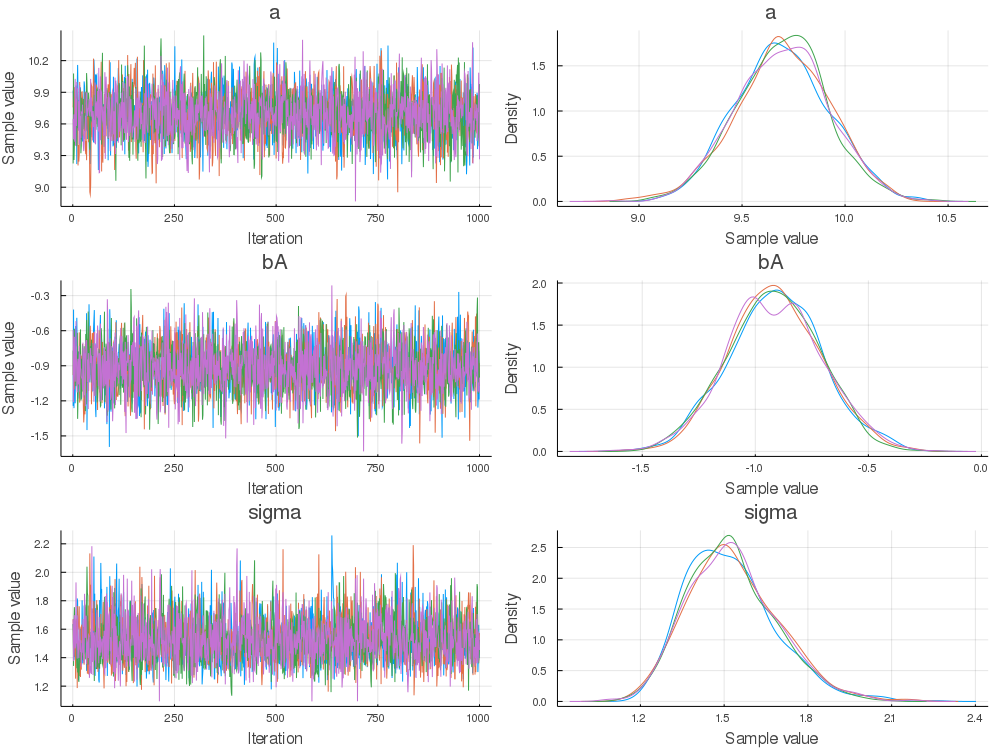 a
10.2
9.9
9.6
9.3
9.0
Sample value
0 250 500 750 1000
Iteration
a
1.5
1.0
0.5
0.0
Density
9.0 9.5 10.0 10.5
Sample value
bA
-0.3
-0.6
-0.9
-1.2
-1.5
Sample value
0 250 500 750 1000
Iteration
bA
2.0
1.5
1.0
0.5
0.0
Density
-1.5 -1.0 -0.5 0.0
Sample value
sigma
2.2
2.0
1.8
1.6
1.4
1.2
Sample value
0 250 500 750 1000
Iteration
sigma
2.5
2.0
1.5
1.0
0.5
0.0
Density
1.2 1.5 1.8 2.1 2.4
Sample value